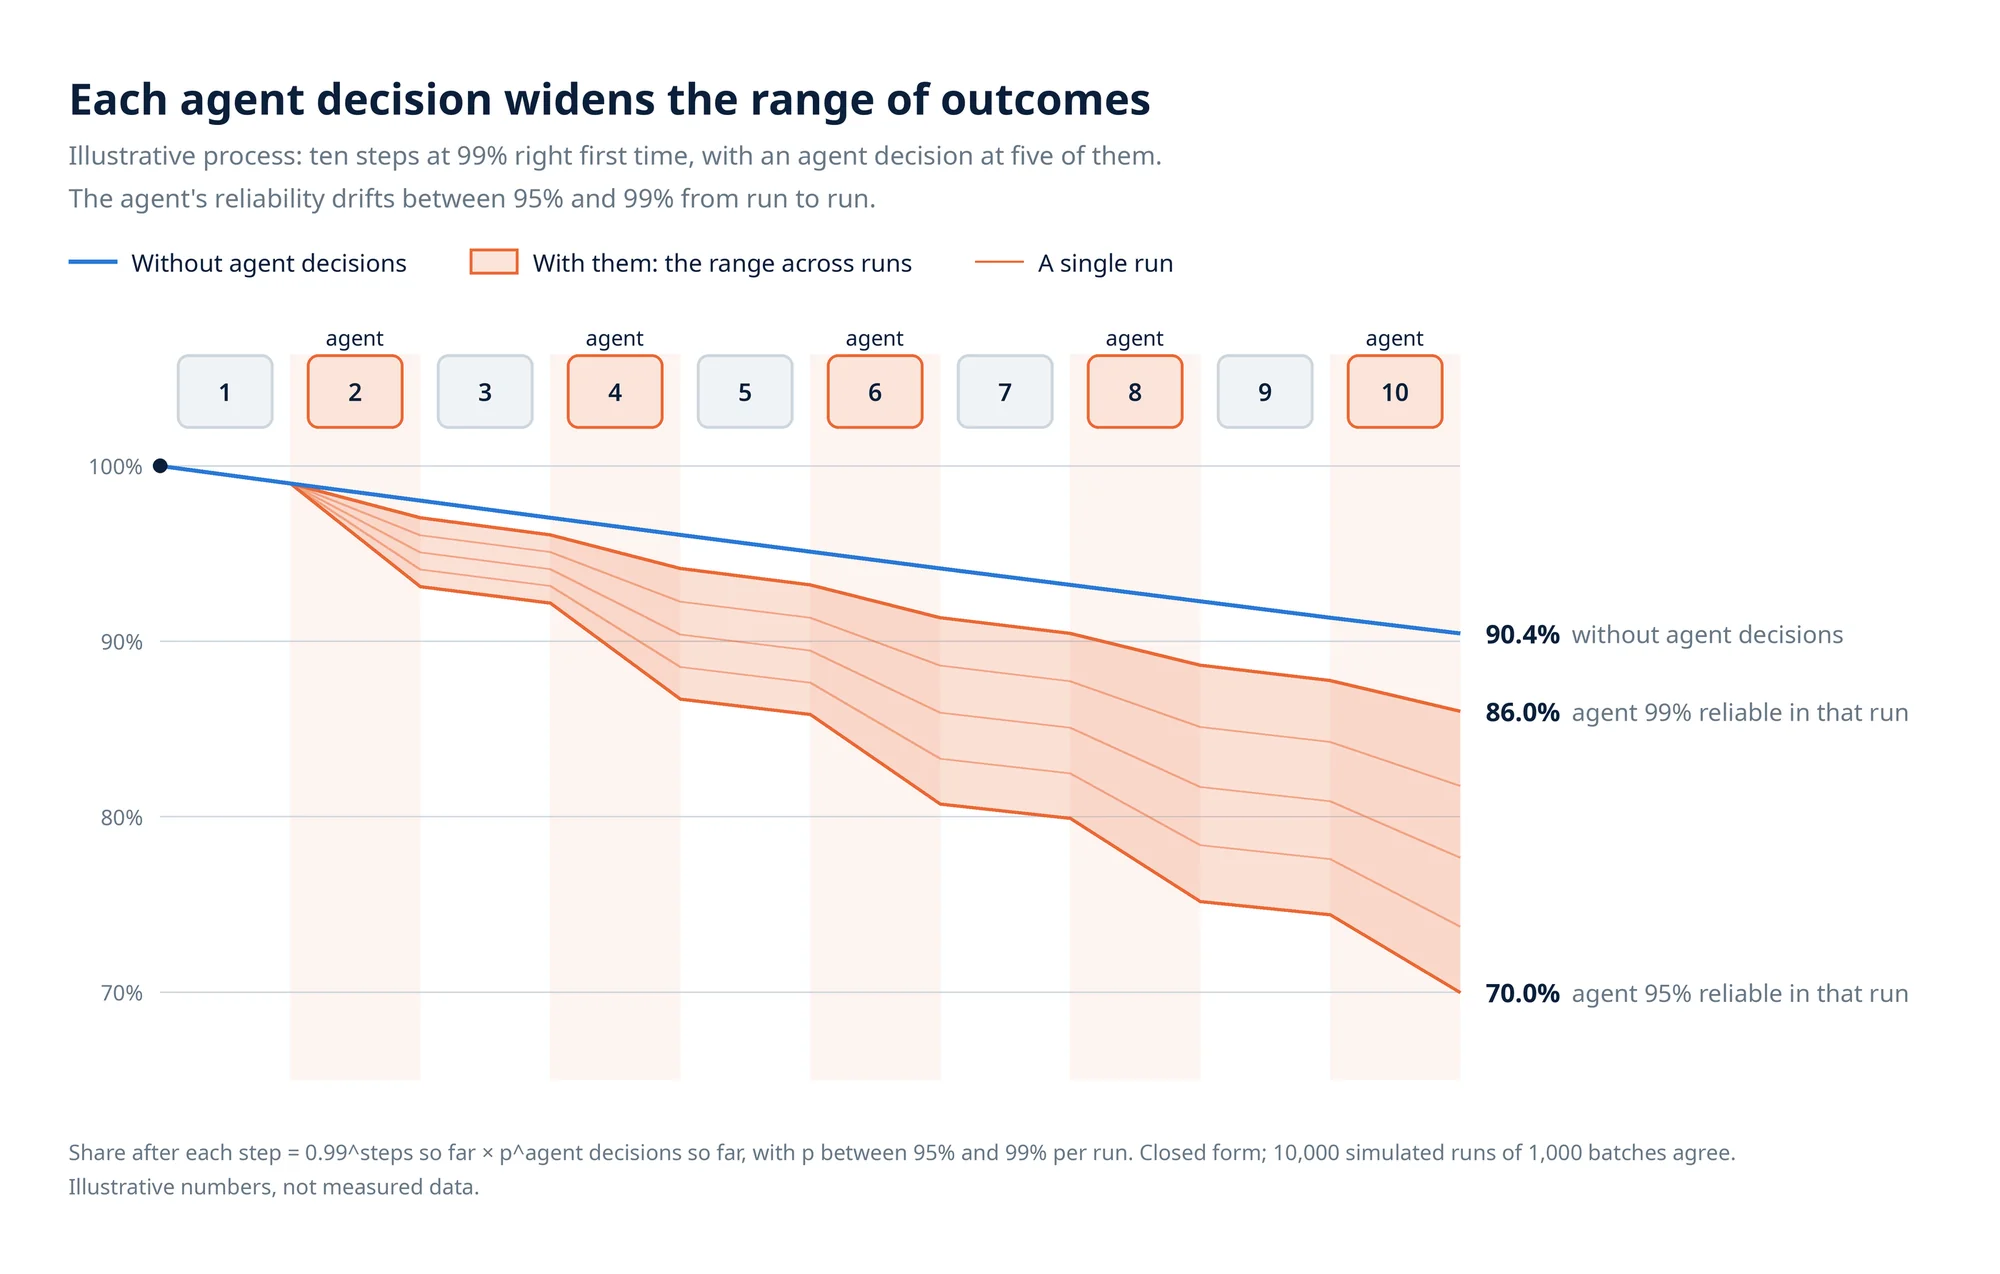 Each agent decision widens the range of outcomes
Illustrative process: ten steps at 99% right first time, with an agent decision at five of them.
The agent's reliability drifts between 95% and 99% from run to run.
Without agent decisions
With them: the range across runs
A single run
agent agent agent agent agent
1 2 3 4 5 6 7 8 9 10
100%
90%
80%
70%
90.4% without agent decisions
86.0% agent 99% reliable in that run
70.0% agent 95% reliable in that run
Share after each step = 0.99^steps so far × p^agent decisions so far, with p between 95% and 99% per run. Closed form; 10,000 simulated runs of 1,000 batches agree.
Illustrative numbers, not measured data.